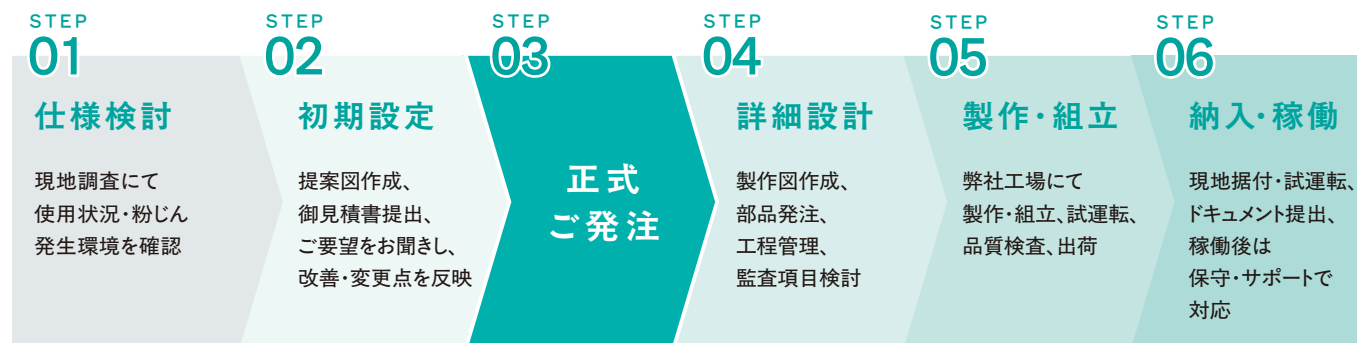 STEP
01
仕様検討
現地調査にて
使用状況・粉じん
発生環境を確認
STEP
02
初期設定
提案図作成、
御見積書提出、
ご要望をお聞きし、
改善・変更点を反映
STEP
03
正式
ご発注
STEP
04
詳細設計
製作図作成、
部品発注、
工程管理、
監査項目検討
STEP
05
製作・組立
弊社工場にて
製作・組立、試運転、
品質検査、出荷
STEP
06
納入・稼働
現地据付・試運転、
ドキュメント提出、
稼働後は
保守・サポートで
対応